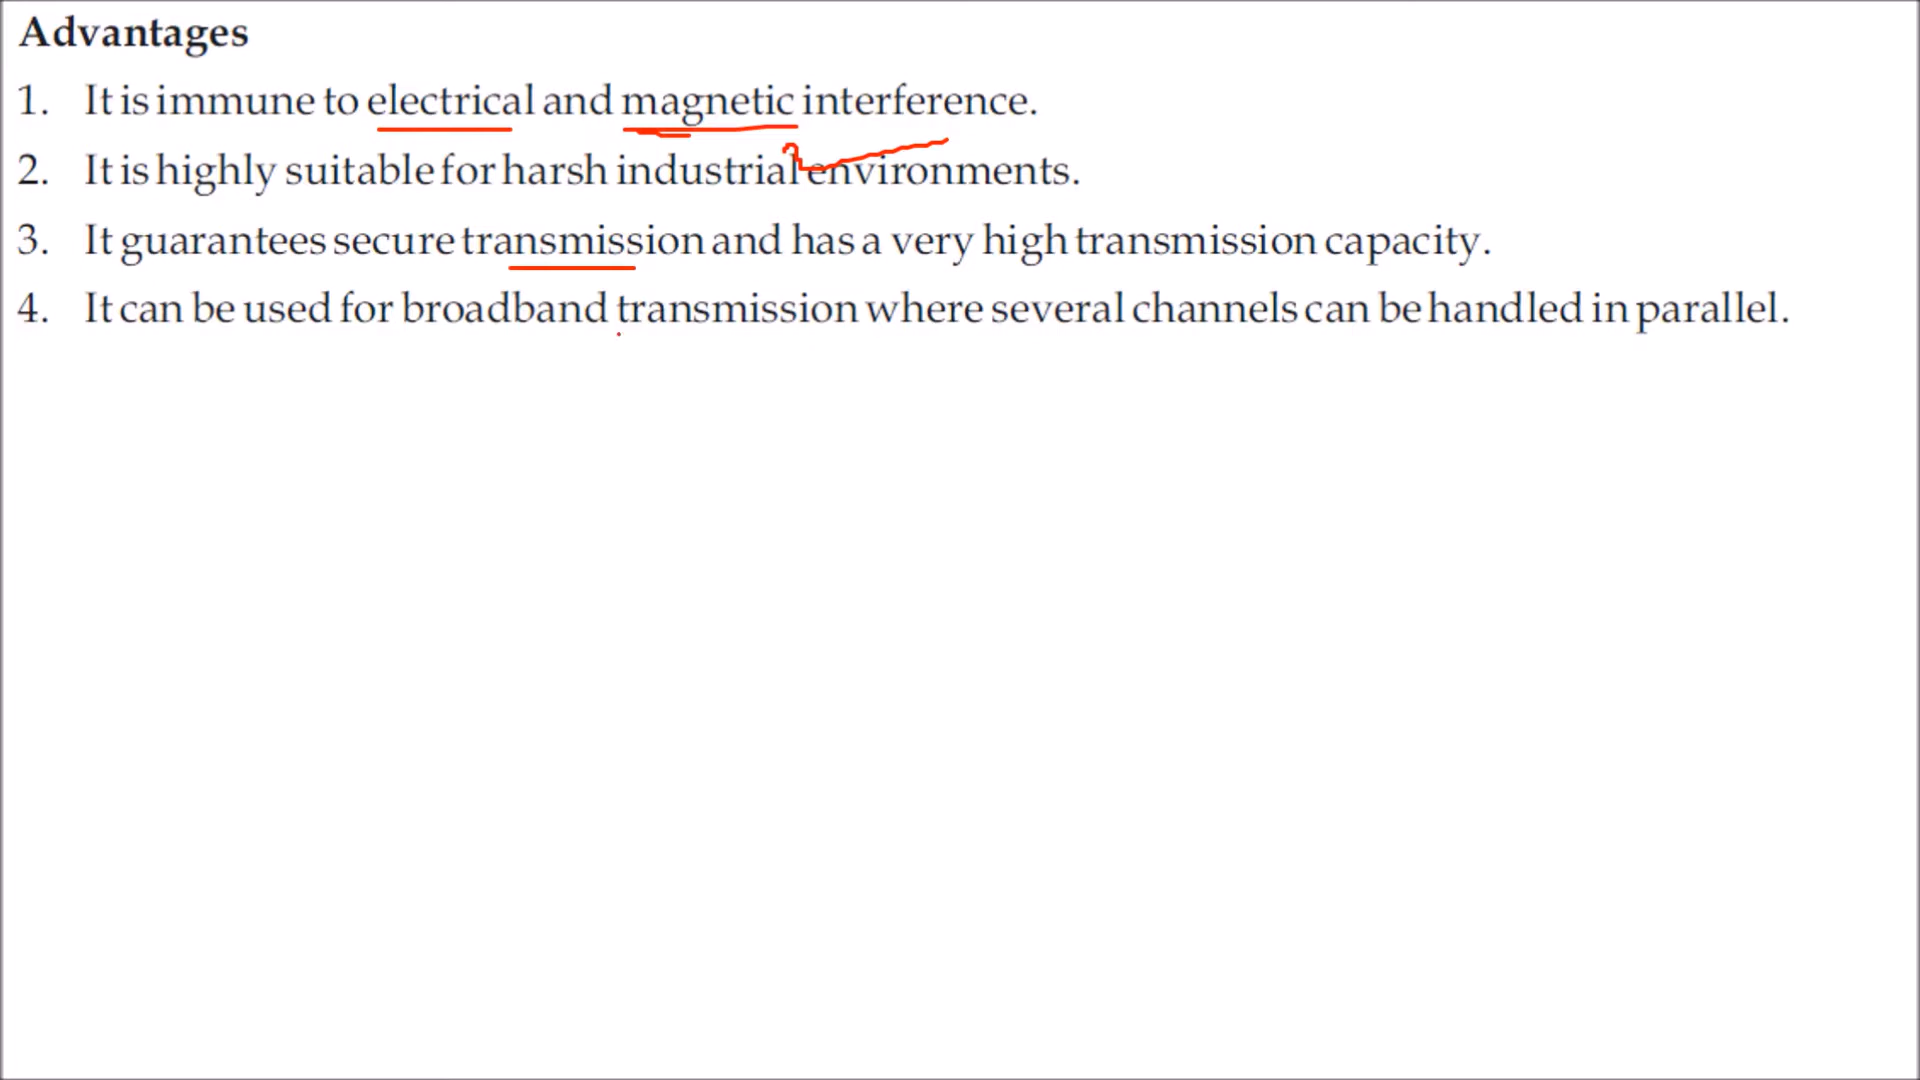 Advantages
1. It is immune to electrical and magnetic interference.
2. It is highly suitable for harsh industrial environments.
3. It guarantees secure transmission and has a very high transmission capacity.
4. It can be used for broadband transmission where several channels can be handled in parallel.